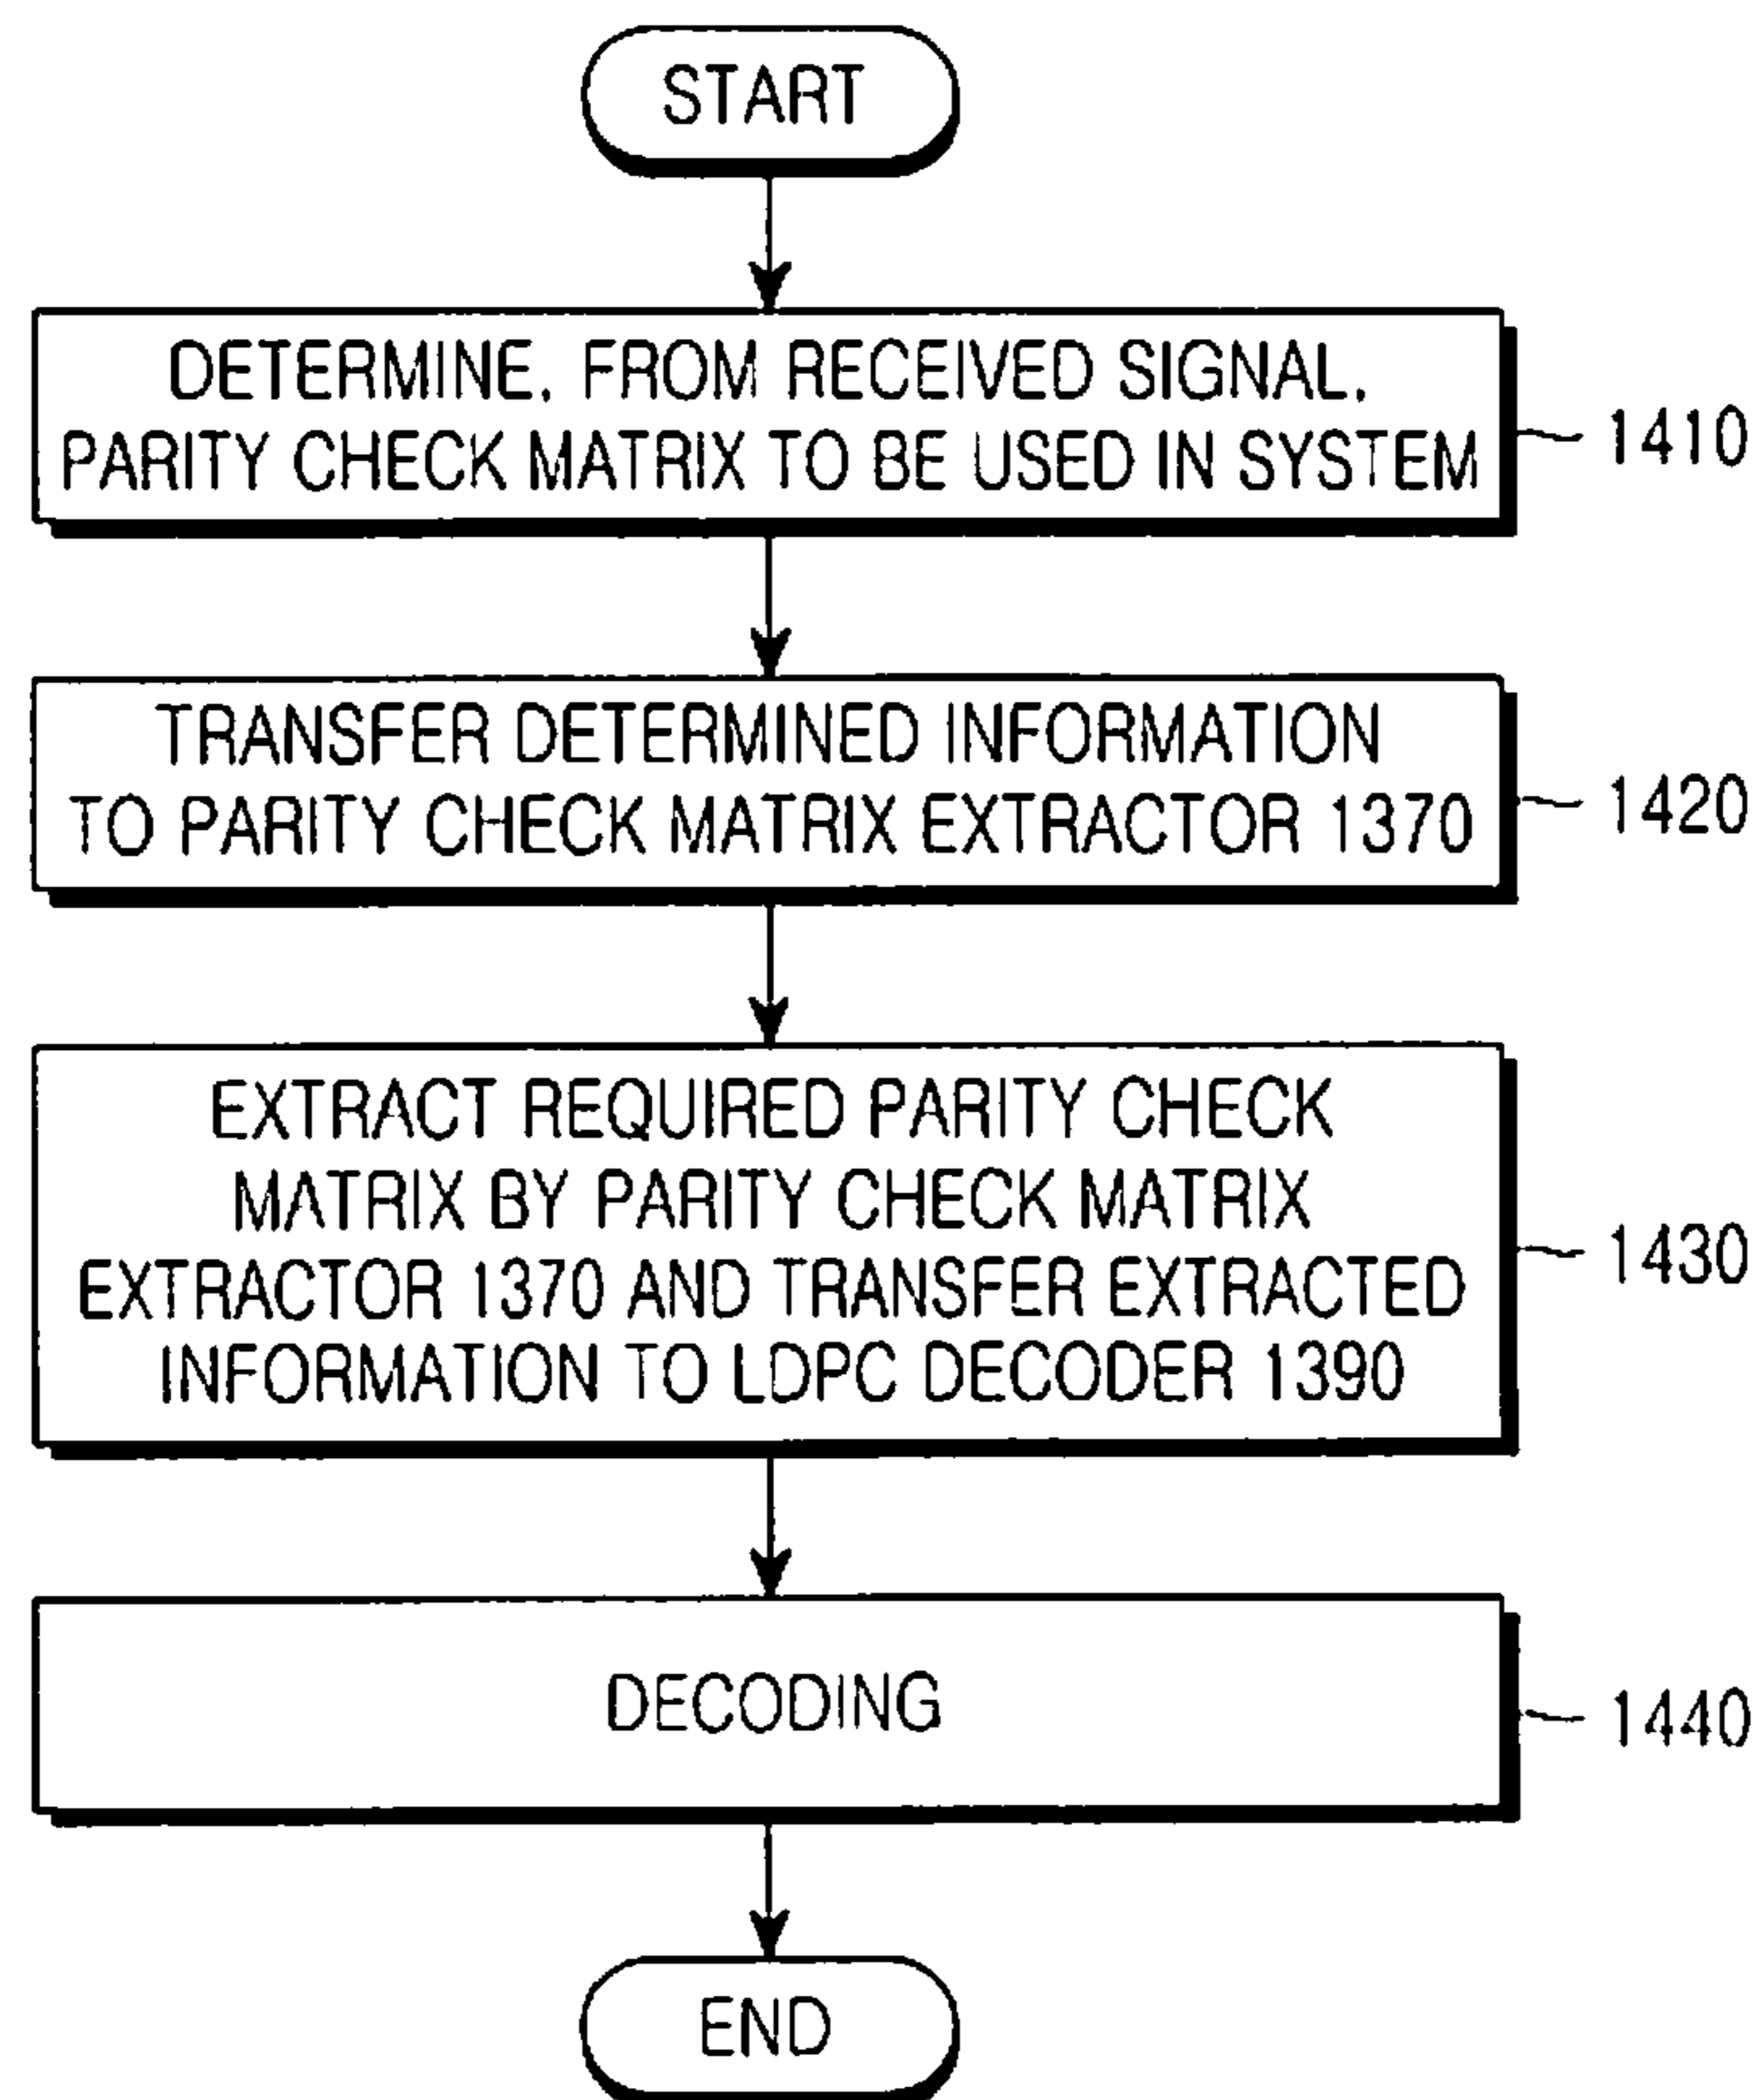 START
DETERMINE, FROM RECEIVED SIGNAL,
PARITY CHECK MATRIX TO BE USED IN SYSTEM
1410
TRANSFER DETERMINED INFORMATION
TO PARITY CHECK MATRIX EXTRACTOR 1370
1420
EXTRACT REQUIRED PARITY CHECK
MATRIX BY PARITY CHECK MATRIX
EXTRACTOR 1370 AND TRANSFER EXTRACTED
INFORMATION TO LDPC DECODER 1390
1430
DECODING
1440
END